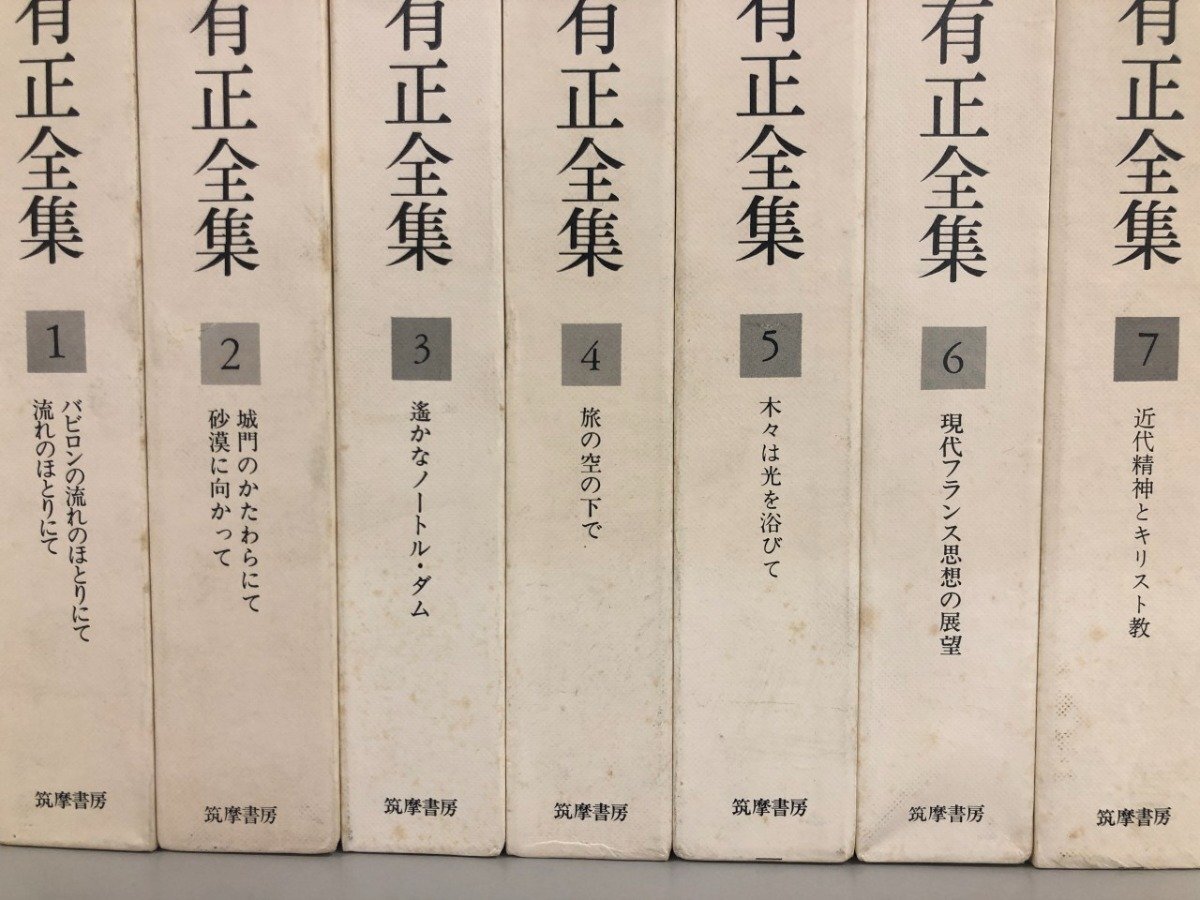 有正全集
1
バビロンの流れのほとりにて
流れのほとりにて
筑摩書房
有正全集
2
城門のかたわらにて
砂漠に向かって
筑摩書房
有正全集
3
遙かなノートル・ダム
筑摩書房
有正全集
4
旅の空の下で
筑摩書房
有正全集
5
木々は光を浴びて
筑摩書房
有正全集
6
現代フランス思想の展望
筑摩書房
有正全集
7
近代精神とキリスト教
筑摩書房